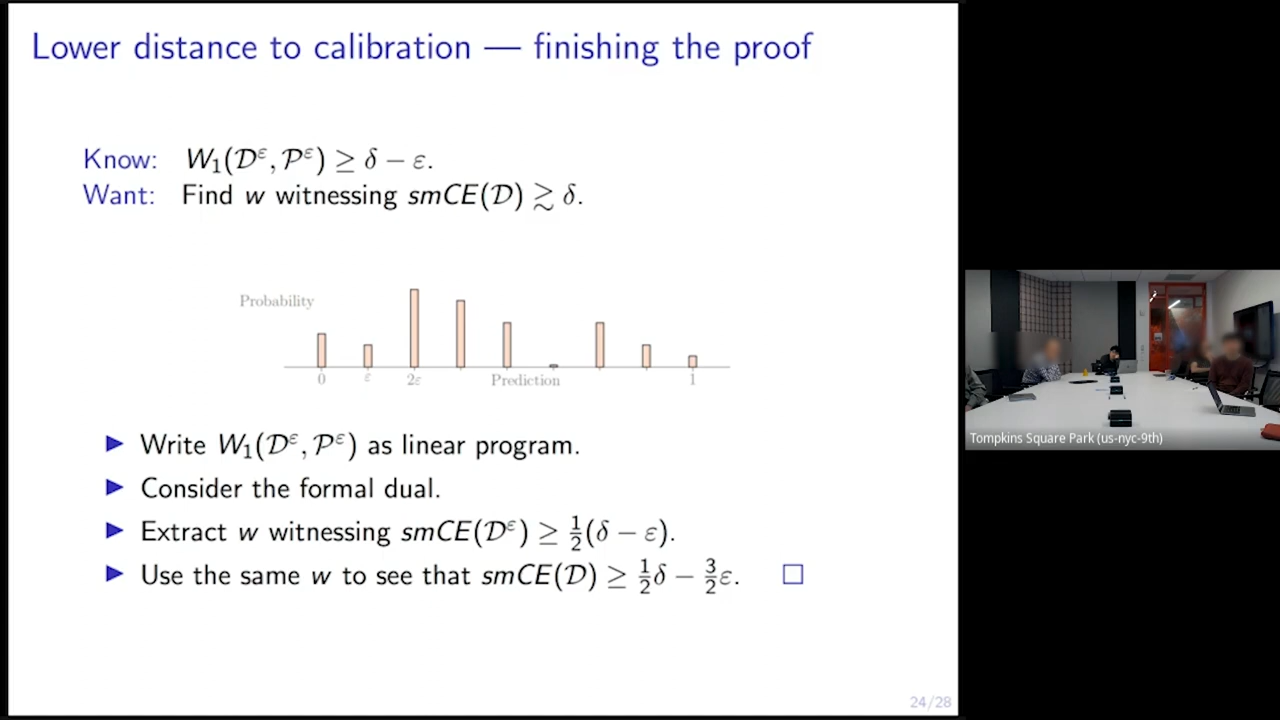 Lower distance to calibration — finishing the proof
Know: W₁(𝒟^ε, 𝒫^ε) ≥ δ − ε.
Want: Find w witnessing smCE(𝒟) ≳ δ.
Probability
0 ε 2ε Prediction 1
▶ Write W₁(𝒟^ε, 𝒫^ε) as linear program.
▶ Consider the formal dual.
▶ Extract w witnessing smCE(𝒟^ε) ≥ ½(δ − ε).
▶ Use the same w to see that smCE(𝒟) ≥ ½δ − 3/2 ε. □
24/28
Tompkins Square Park (us-nyc-9th)